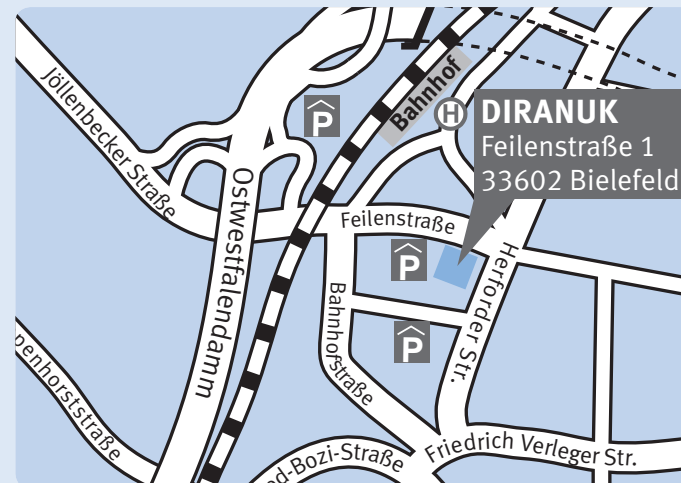 Jöllenbecker Straße
Bahnhof
H
P
DIRANUK
Feilenstraße 1
33602 Bielefeld
Ostwestfalendamm
Feilenstraße
P
Herforder Str.
Bahnhofstraße
P
penhorststraße
Friedrich Verleger Str.
d-Bozi-Straße